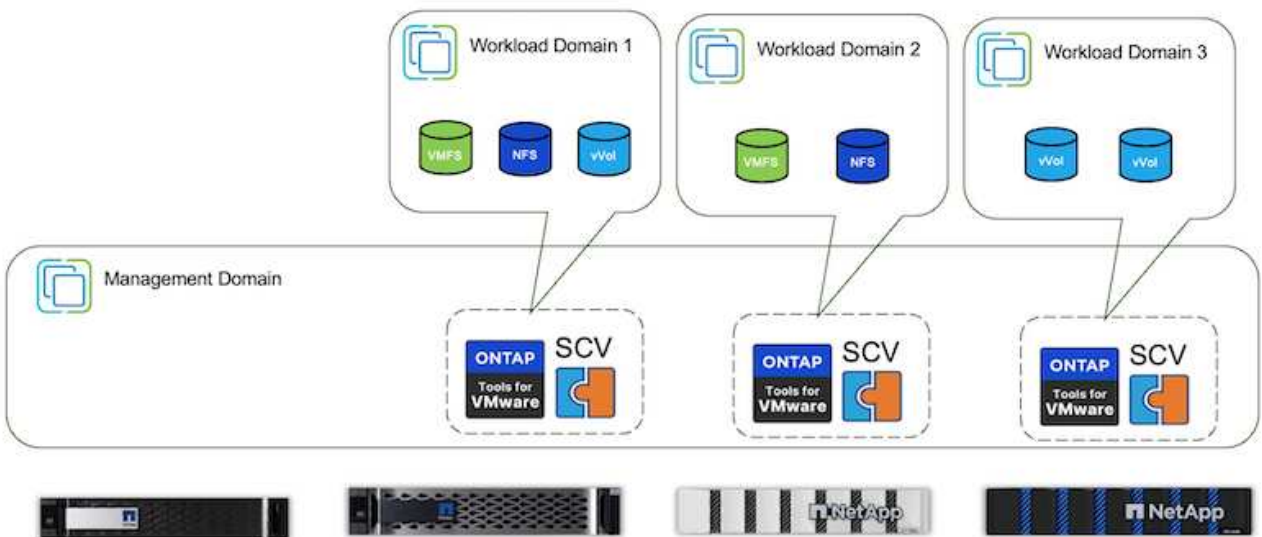 Workload Domain 1
Workload Domain 2
Workload Domain 3
VMFS
NFS
vVol
VMFS
NFS
vVol
vVol
Management Domain
ONTAP
Tools for
VMware
SCV
ONTAP
Tools for
VMware
SCV
ONTAP
Tools for
VMware
SCV
NetApp
NetApp